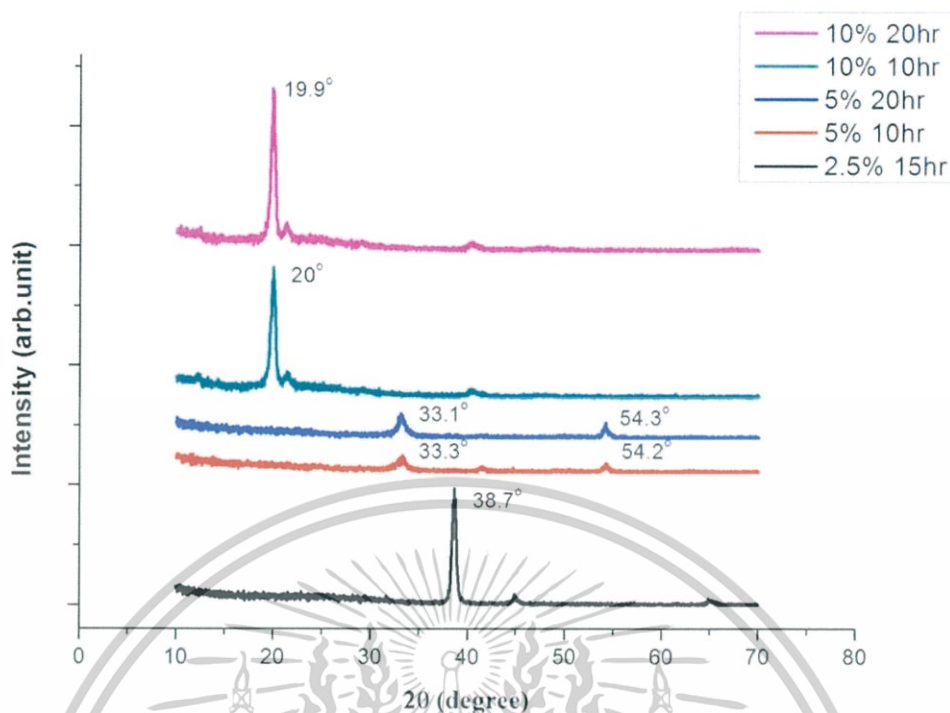 10% 20hr
10% 10hr
5% 20hr
5% 10hr
2.5% 15hr
19.9°
20°
33.1°
54.3°
33.3°
54.2°
38.7°
Intensity (arb.unit)
0 10 20 30 40 50 60 70 80
2θ (degree)